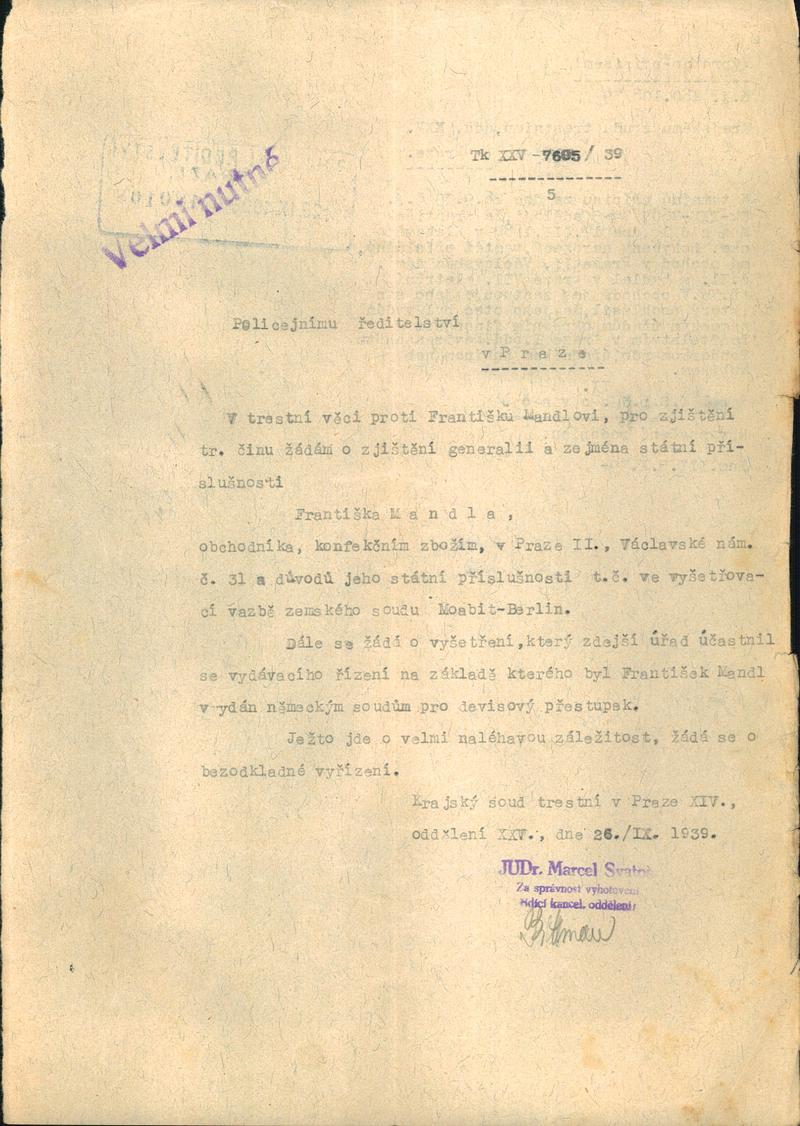 Tk XXV -7605/ 39
5
Velmi nutné
Policejnímu ředitelství
v P r a z e
V trestní věci proti Františku Mandlovi, pro zjištění
tr. činu žádám o zjištění generalii a zejména státní pří-
slušnosti
Františka M a n d l a ,
obchodníka, konfekčním zbožím, v Praze II., Václavské nám.
č. 31 a důvodů jeho státní příslušnosti t.č. ve vyšetřova-
cí vazbě zemského soudu Moabit-Berlin.
Dále se žádá o vyšetření,který zdejší úřad účastnil
se vydávacího řízení na základě kterého byl František Mandl
vydán německým soudům pro devisový přestupek.
Ježto jde o velmi naléhavou záležitost, žádá se o
bezodkladné vyřízení.
Krajský soud trestní v Praze XIV.,
oddělení XXV., dne 26./IX. 1939.
JUDr. Marcel
Za správnost vyhotovení
řídící kancel. oddělení